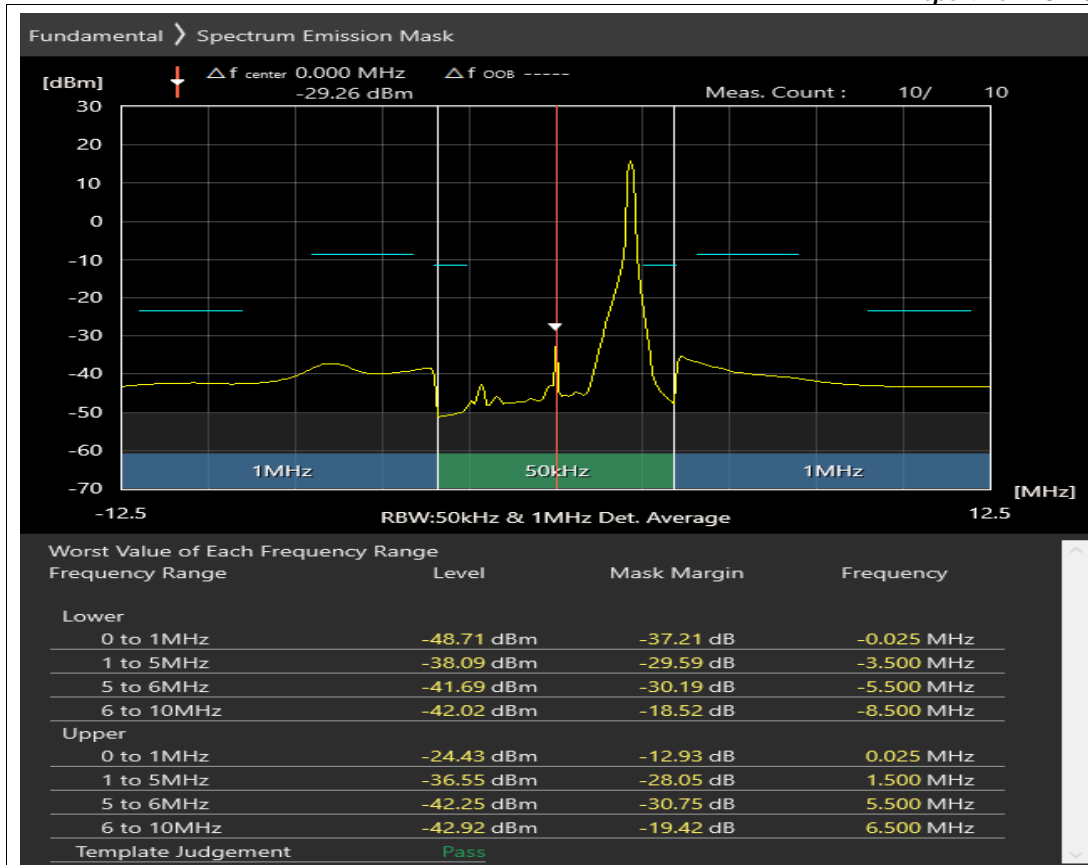 Fundamental 〉 Spectrum Emission Mask
[dBm] △f center 0.000 MHz △f OOB -----
-29.26 dBm Meas. Count : 10/ 10
30
20
10
0
-10
-20
-30
-40
-50
-60
1MHz 50kHz 1MHz
-70
[MHz]
-12.5 RBW:50kHz & 1MHz Det. Average 12.5
Worst Value of Each Frequency Range
Frequency Range Level Mask Margin Frequency
Lower
0 to 1MHz -48.71 dBm -37.21 dB -0.025 MHz
1 to 5MHz -38.09 dBm -29.59 dB -3.500 MHz
5 to 6MHz -41.69 dBm -30.19 dB -5.500 MHz
6 to 10MHz -42.02 dBm -18.52 dB -8.500 MHz
Upper
0 to 1MHz -24.43 dBm -12.93 dB 0.025 MHz
1 to 5MHz -36.55 dBm -28.05 dB 1.500 MHz
5 to 6MHz -42.25 dBm -30.75 dB 5.500 MHz
6 to 10MHz -42.92 dBm -19.42 dB 6.500 MHz
Template Judgement Pass